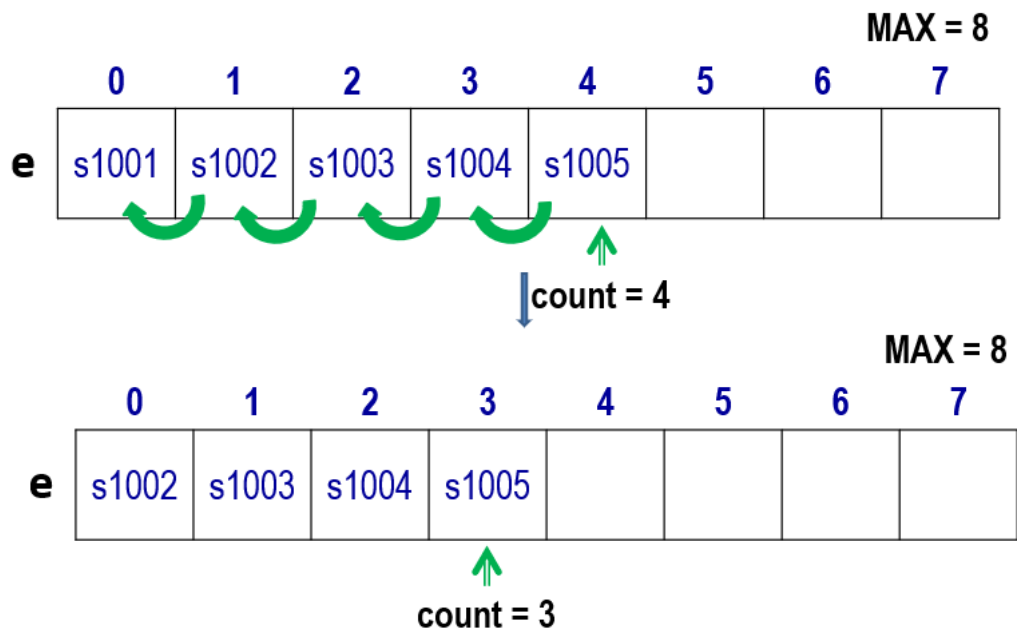 MAX = 8
0 1 2 3 4 5 6 7
e s1001 s1002 s1003 s1004 s1005
count = 4
MAX = 8
0 1 2 3 4 5 6 7
e s1002 s1003 s1004 s1005
count = 3